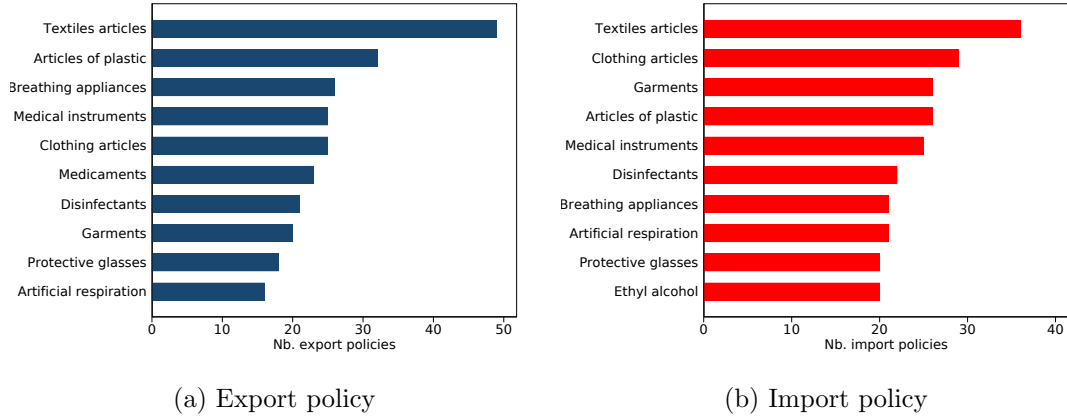 Textiles articles
Articles of plastic
Breathing appliances
Medical instruments
Clothing articles
Medicaments
Disinfectants
Garments
Protective glasses
Artificial respiration
0 10 20 30 40 50
Nb. export policies
(a) Export policy
Textiles articles
Clothing articles
Garments
Articles of plastic
Medical instruments
Disinfectants
Breathing appliances
Artificial respiration
Protective glasses
Ethyl alcohol
0 10 20 30 40
Nb. import policies
(b) Import policy